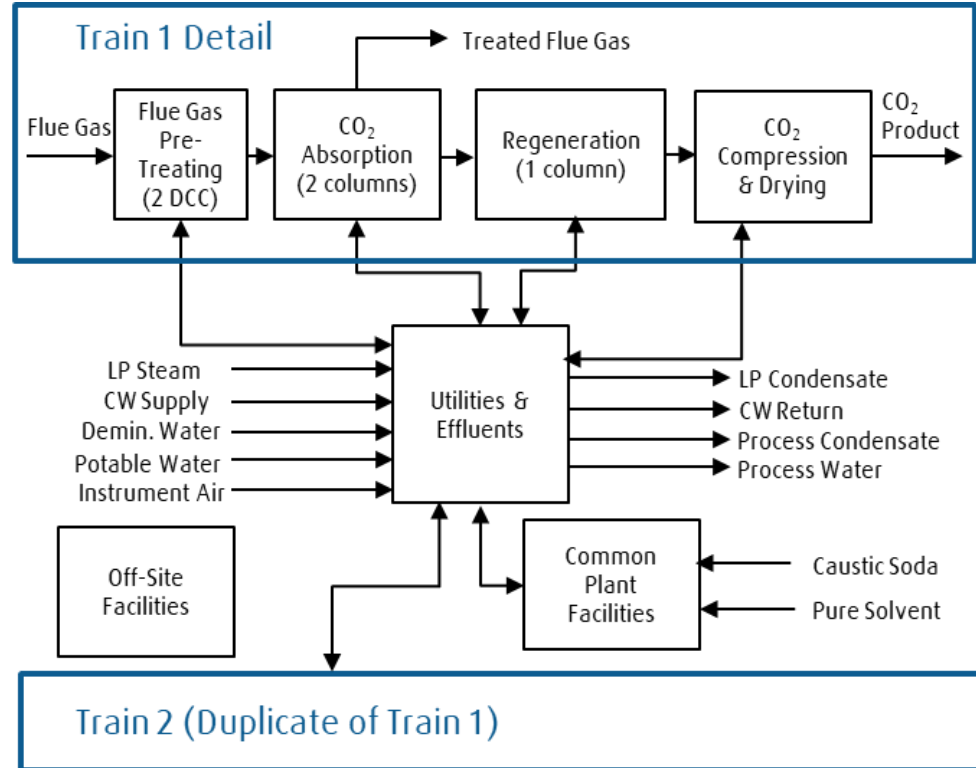 Train 1 Detail
Treated Flue Gas
Flue Gas
Flue Gas
Pre-
Treating
(2 DCC)
CO₂
Absorption
(2 columns)
Regeneration
(1 column)
CO₂
Compression
& Drying
CO₂
Product
LP Steam
CW Supply
Demin. Water
Potable Water
Instrument Air
Utilities &
Effluents
LP Condensate
CW Return
Process Condensate
Process Water
Off-Site
Facilities
Common
Plant
Facilities
Caustic Soda
Pure Solvent
Train 2 (Duplicate of Train 1)